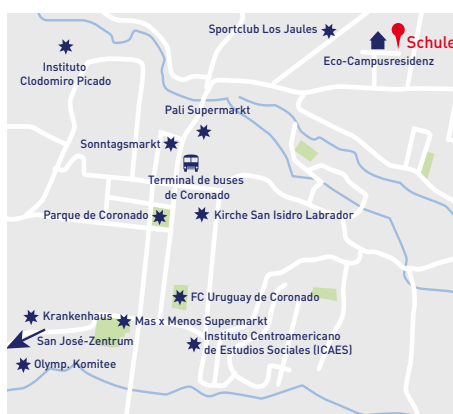 Sportclub Los Jaules
Schule
Eco-Campusresidenz
Instituto
Clodomiro Picado
Pali Supermarkt
Sonntagsmarkt
Terminal de buses
de Coronado
Parque de Coronado
Kirche San Isidro Labrador
FC Uruguay de Coronado
Krankenhaus
Mas x Menos Supermarkt
San José-Zentrum
Instituto Centroamericano
de Estudios Sociales (ICAES)
Olymp. Komitee